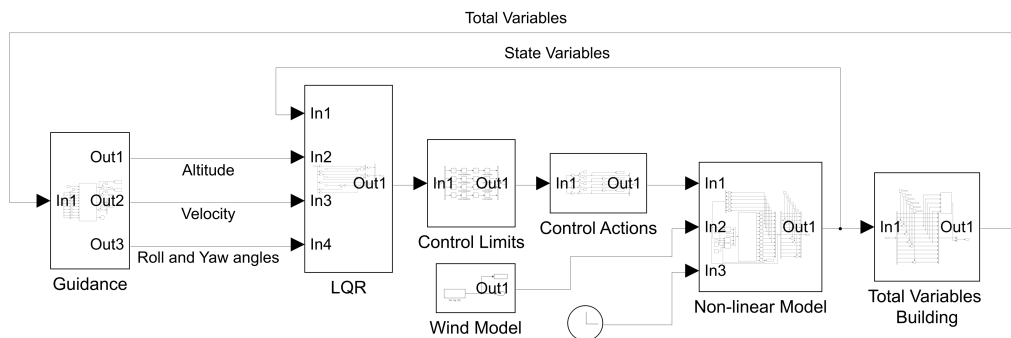 Total Variables
State Variables
In1
Out1
In2
Altitude
In1
Out2
Out1
In3
Velocity
Out3
In4
Roll and Yaw angles
Guidance
LQR
In1
Out1
Control Limits
In1
Out1
Control Actions
Out1
Wind Model
In1
In2
Out1
In3
Non-linear Model
In1
Out1
Total Variables
Building